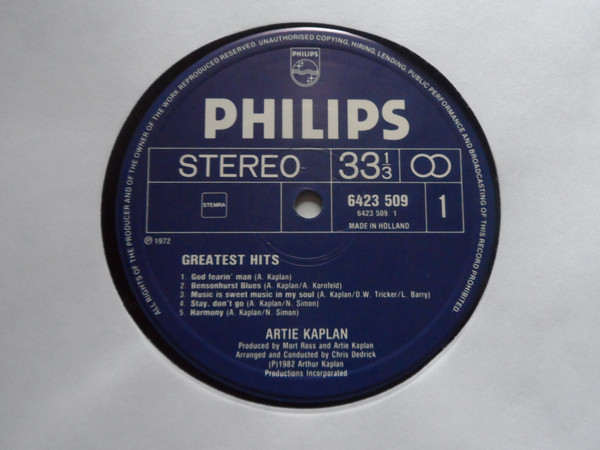 ALL RIGHTS OF THE PRODUCER AND OF THE OWNER OF THE WORK REPRODUCED RESERVED. UNAUTHORISED COPYING, HIRING, LENDING, PUBLIC PERFORMANCE AND BROADCASTING OF THIS RECORD PROHIBITED.
PHILIPS
PHILIPS
STEREO 33 1/3
STEMRA
6423 509
6423 509. 1
MADE IN HOLLAND
1
℗ 1972
GREATEST HITS
1 God fearin' man (A. Kaplan)
2 Bensonhurst Blues (A. Kaplan/A. Kornfeld)
3 Music is sweet music in my soul (A. Kaplan/D.W. Tricker/L. Barry)
4 Stay, don't go (A. Kaplan/N. Simon)
5 Harmony (A. Kaplan/N. Simon)
ARTIE KAPLAN
Produced by Mort Ross and Artie Kaplan
Arranged and Conducted by Chris Dedrick
(P)1982 Arthur Kaplan
Productions Incorporated